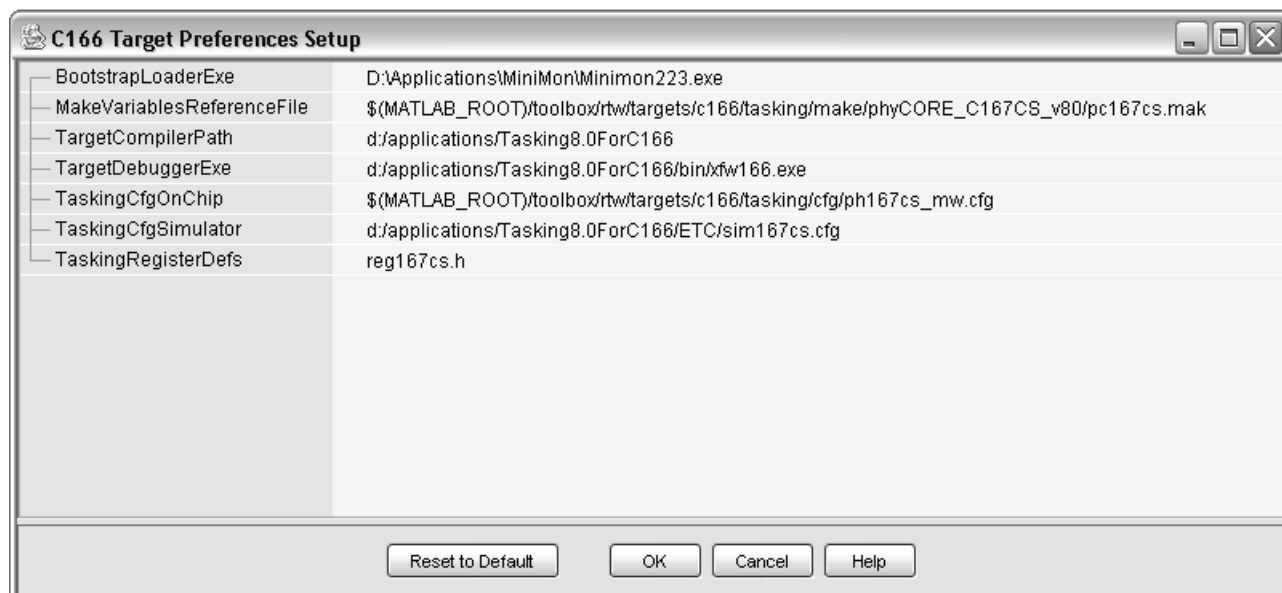 C166 Target Preferences Setup
BootstrapLoaderExe D:\Applications\MiniMon\Minimon223.exe
MakeVariablesReferenceFile $(MATLAB_ROOT)/toolbox/rtw/targets/c166/tasking/make/phyCORE_C167CS_v80/pc167cs.mak
TargetCompilerPath d:/applications/Tasking8.0ForC166
TargetDebuggerExe d:/applications/Tasking8.0ForC166/bin/xfw166.exe
TaskingCfgOnChip $(MATLAB_ROOT)/toolbox/rtw/targets/c166/tasking/cfg/ph167cs_mw.cfg
TaskingCfgSimulator d:/applications/Tasking8.0ForC166/ETC/sim167cs.cfg
TaskingRegisterDefs reg167cs.h
Reset to Default OK Cancel Help